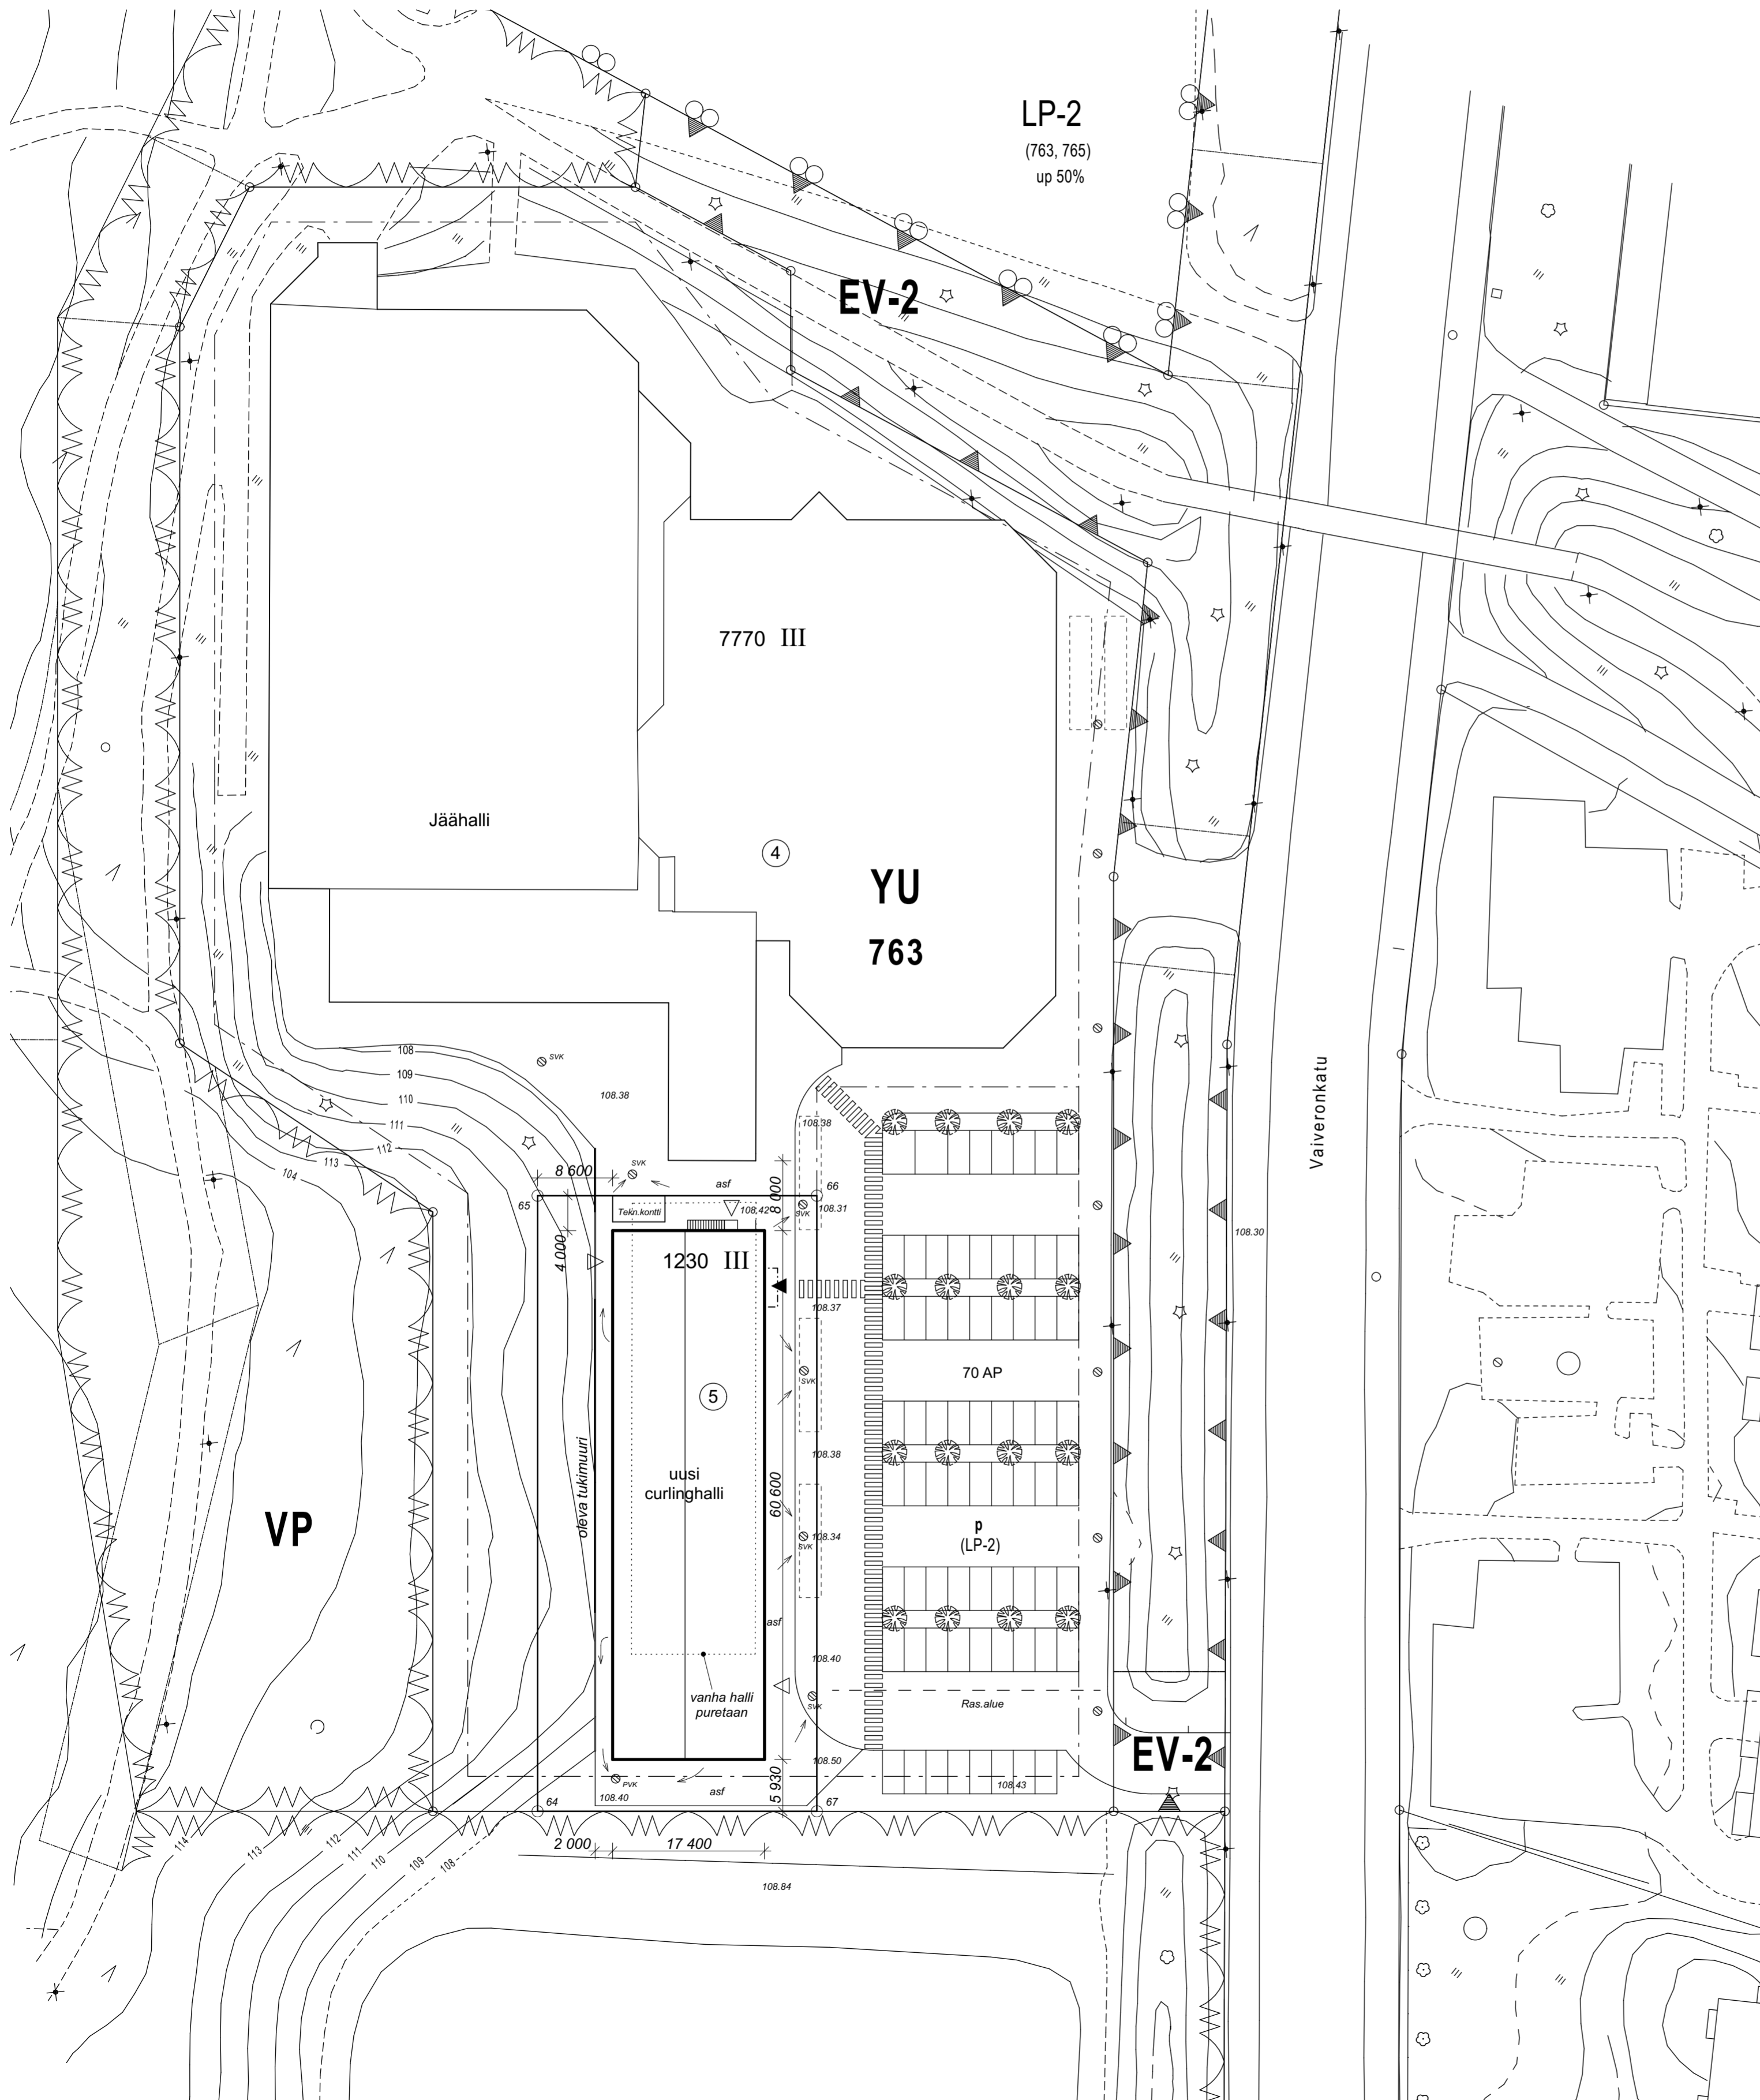 LP-2
(763, 765)
up 50%
EV-2
7770 III
Jäähalli
4
YU
763
108
109
110
111
112
113
104
SVK
108.38
108.38
Vaiveronkatu
8 600
SVK
asf
8 000
66
65
Tekn.kontti
108.42
SVK
108.31
108.30
4 000
1230 III
108.37
70 AP
SVK
5
oleva tukimuuri
108.38
uusi
curlinghalli
60 600
VP
p
(LP-2)
108.34
SVK
asf
108.40
vanha halli
puretaan
SVK
Ras.alue
EV-2
108.50
PVK
asf
5 930
108.43
108.40
64
67
2 000
17 400
114
113
112
111
110
109
108
108.84